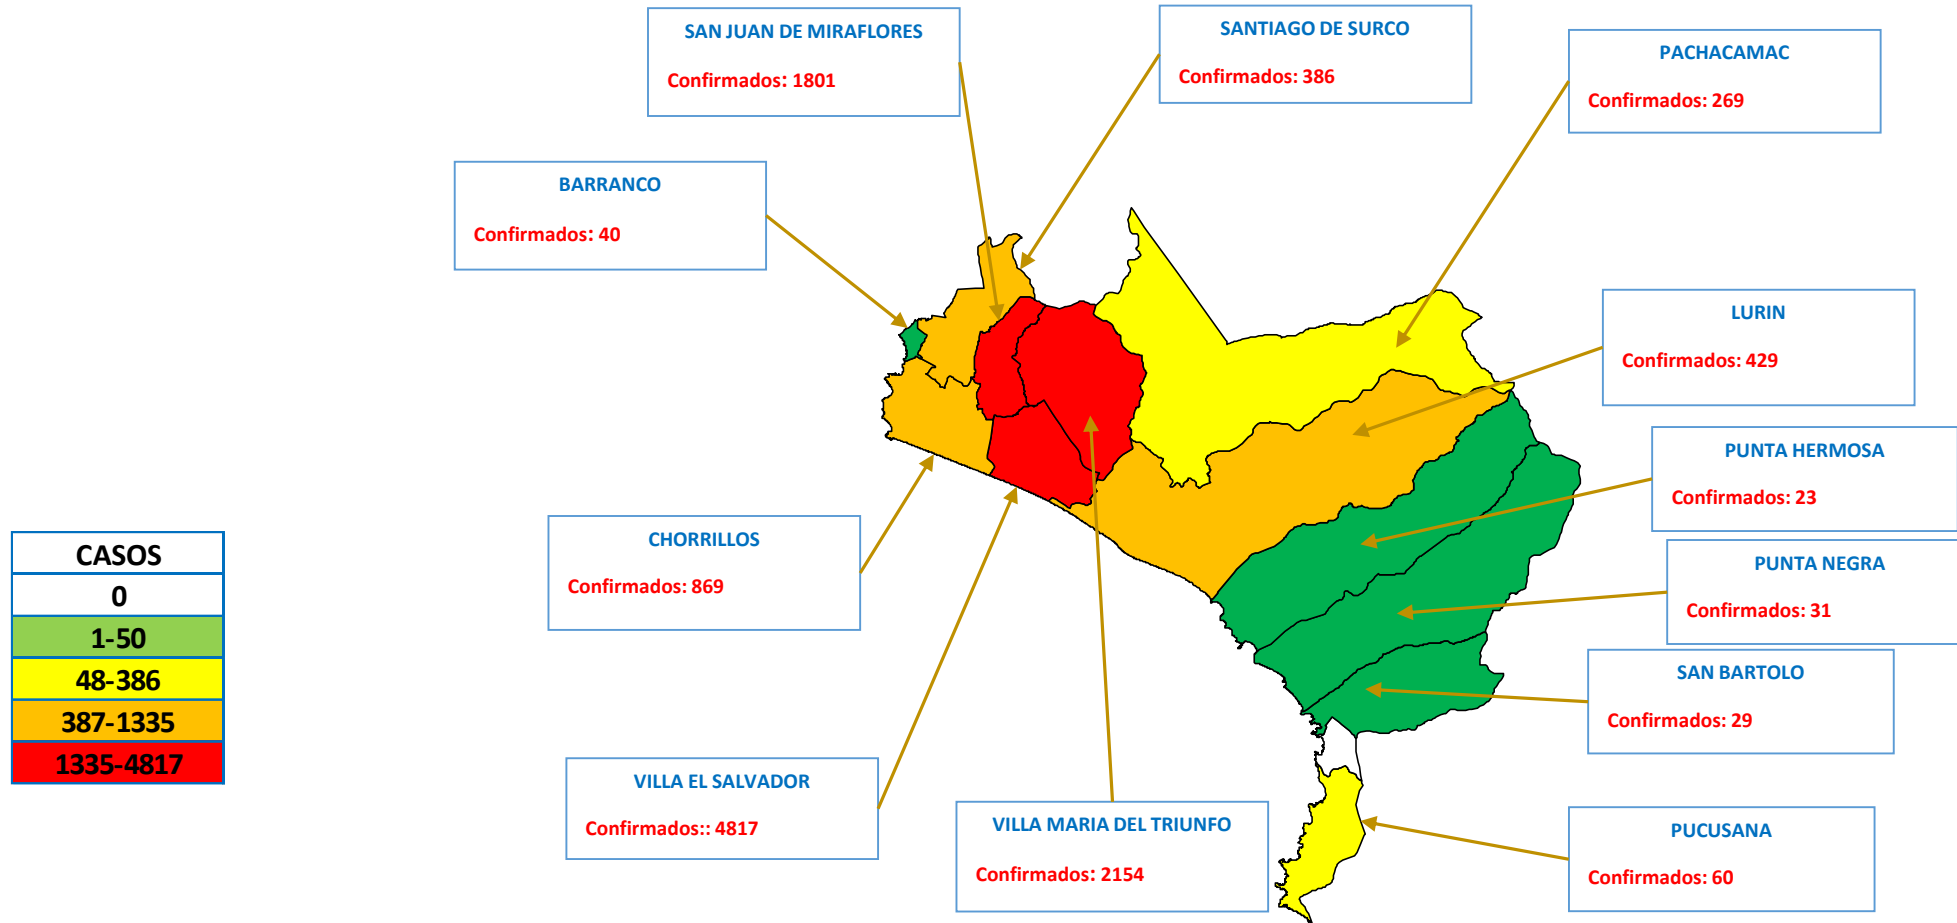 SAN JUAN DE MIRAFLORES
Confirmados: 1801
SANTIAGO DE SURCO
Confirmados: 386
PACHACAMAC
Confirmados: 269
BARRANCO
Confirmados: 40
LURIN
Confirmados: 429
PUNTA HERMOSA
Confirmados: 23
CHORRILLOS
Confirmados: 869
PUNTA NEGRA
Confirmados: 31
CASOS
0
1-50
48-386
387-1335
1335-4817
SAN BARTOLO
Confirmados: 29
VILLA EL SALVADOR
Confirmados:: 4817
VILLA MARIA DEL TRIUNFO
Confirmados: 2154
PUCUSANA
Confirmados: 60